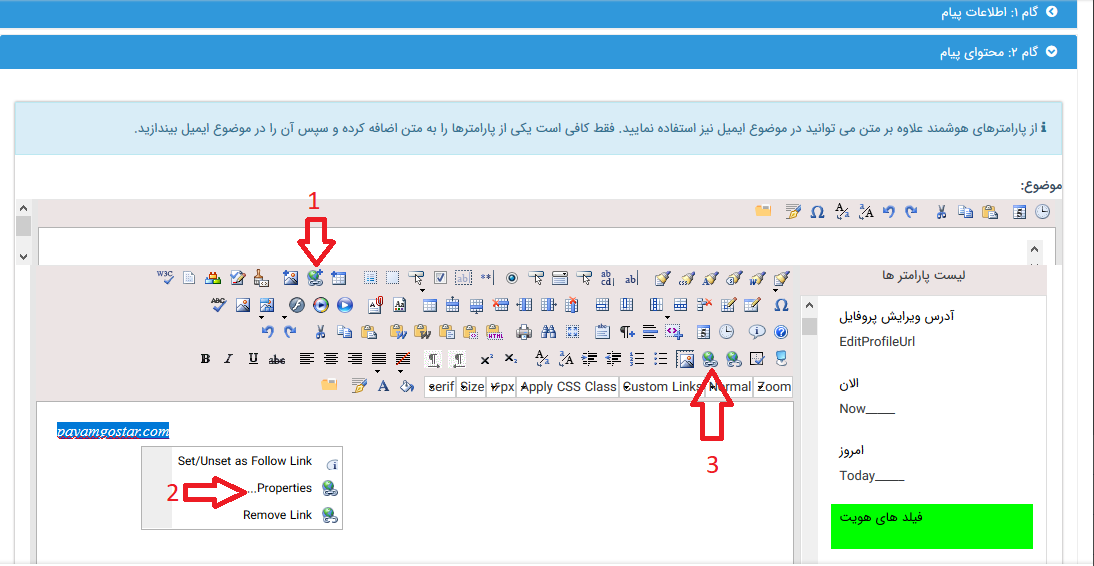 گام ۱: اطلاعات پیام
گام ۲: محتوای پیام
از پارامترهای هوشمند علاوه بر متن می توانید در موضوع ایمیل نیز استفاده نمایید. فقط کافی است یکی از پارامترها را به متن اضافه کرده و سپس آن را در موضوع ایمیل بیندازید.
موضوع:
1
لیست پارامتر ها
آدرس ویرایش پروفایل
EditProfileUrl
الان
Now_____
امروز
Today_____
فیلد های هویت
W3C
ABC
B I U abc
serif Size px Apply CSS Class Custom Links Normal Zoom
payamgostar.com
Set/Unset as Follow Link
2
...Properties
Remove Link
3